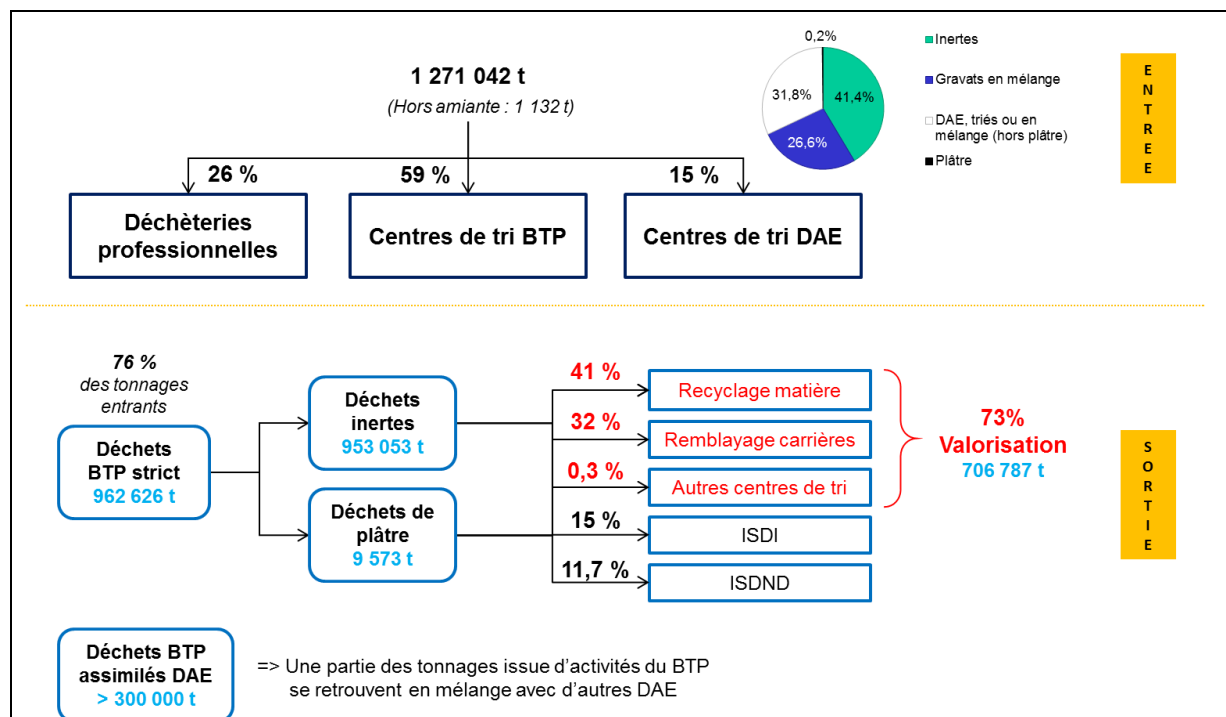 1 271 042 t
(Hors amiante : 1 132 t)
0,2%
31,8%
41,4%
26,6%
Inertes
Gravats en mélange
DAE, triés ou en
mélange (hors plâtre)
Plâtre
E
N
T
R
E
E
26 %
59 %
15 %
Déchèteries
professionnelles
Centres de tri BTP
Centres de tri DAE
76 %
des tonnages
entrants
Déchets
BTP strict
962 626 t
Déchets
inertes
953 053 t
Déchets de
plâtre
9 573 t
41 %
Recyclage matière
32 %
Remblayage carrières
0,3 %
Autres centres de tri
15 %
ISDI
11,7 %
ISDND
73%
Valorisation
706 787 t
S
O
R
T
I
E
Déchets BTP
assimilés DAE
> 300 000 t
=> Une partie des tonnages issue d’activités du BTP
se retrouvent en mélange avec d’autres DAE